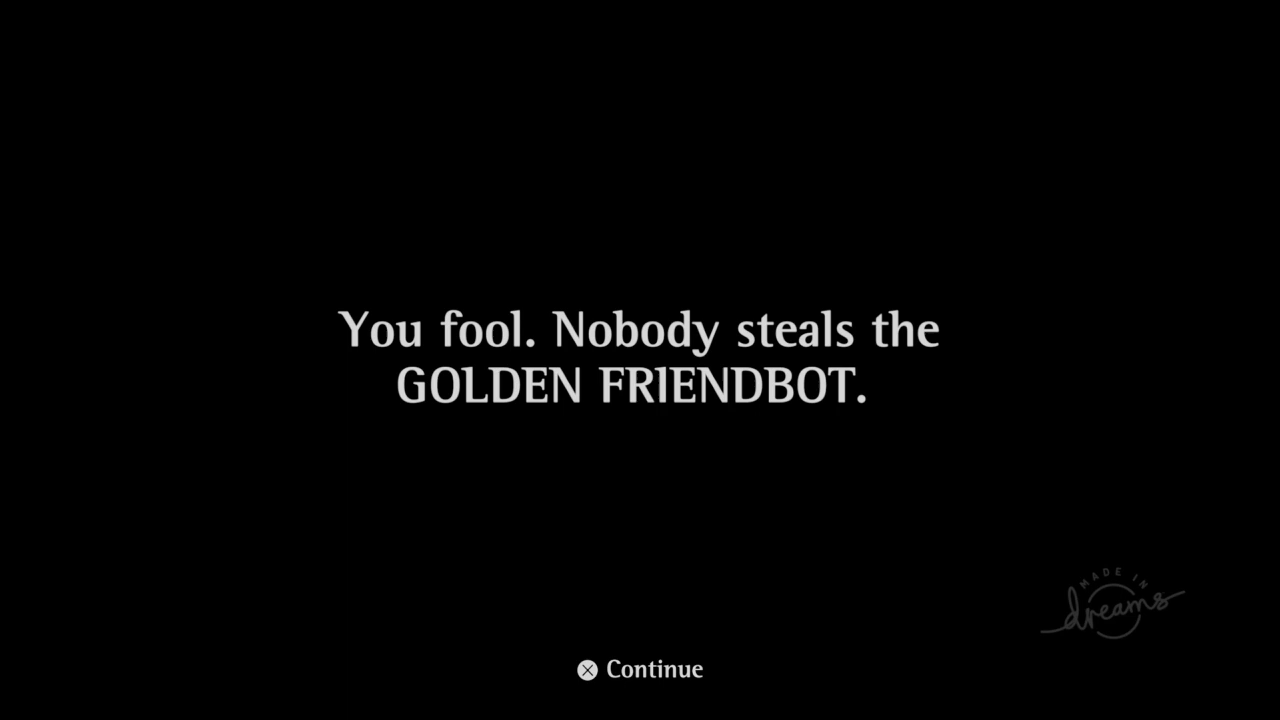 You fool. Nobody steals the
GOLDEN FRIENDBOT.
MADE IN
dreams
Continue